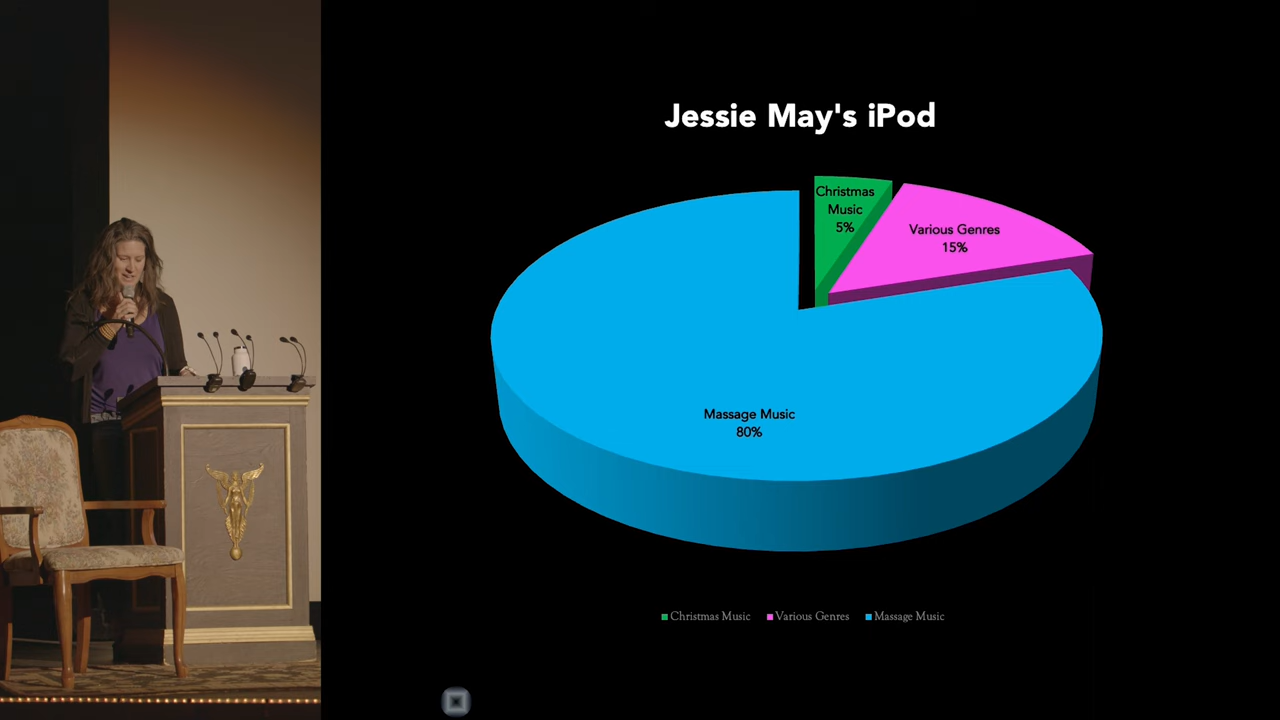 Jessie May's iPod
Christmas
Music
5%
Various Genres
15%
Massage Music
80%
Christmas Music Various Genres Massage Music